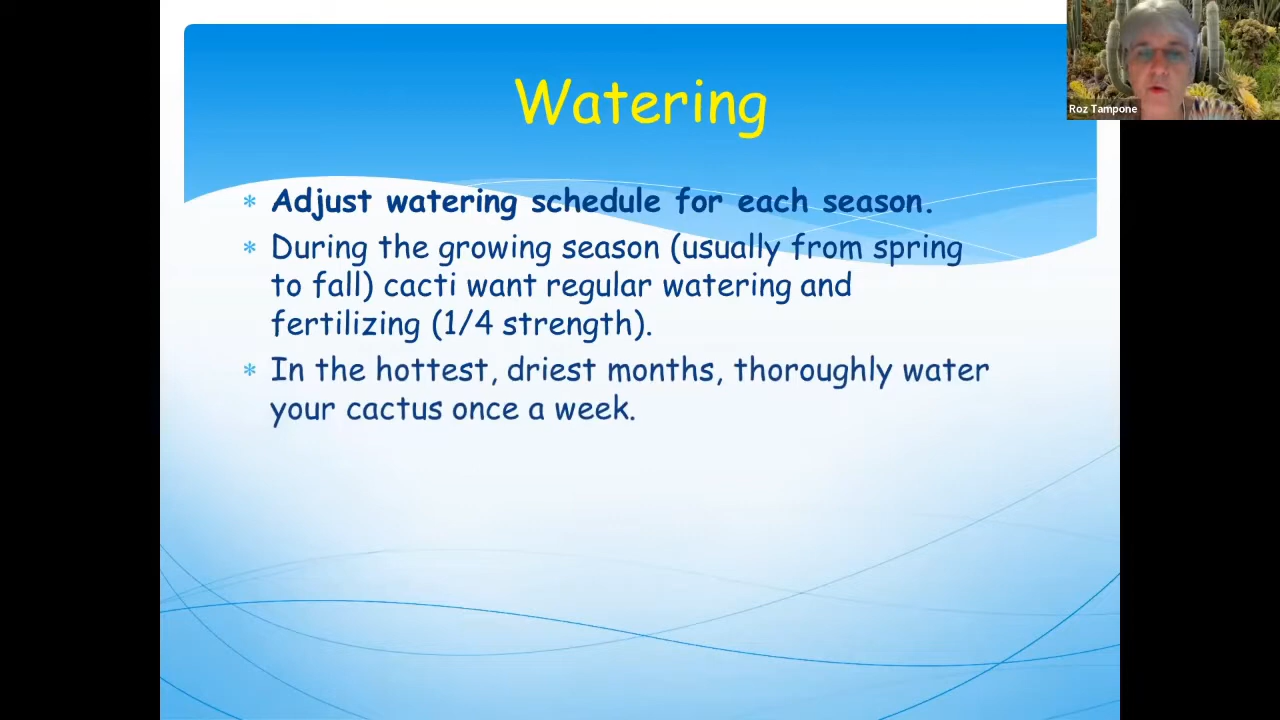 Watering
Roz Tampone
* Adjust watering schedule for each season.
* During the growing season (usually from spring
to fall) cacti want regular watering and
fertilizing (1/4 strength).
* In the hottest, driest months, thoroughly water
your cactus once a week.